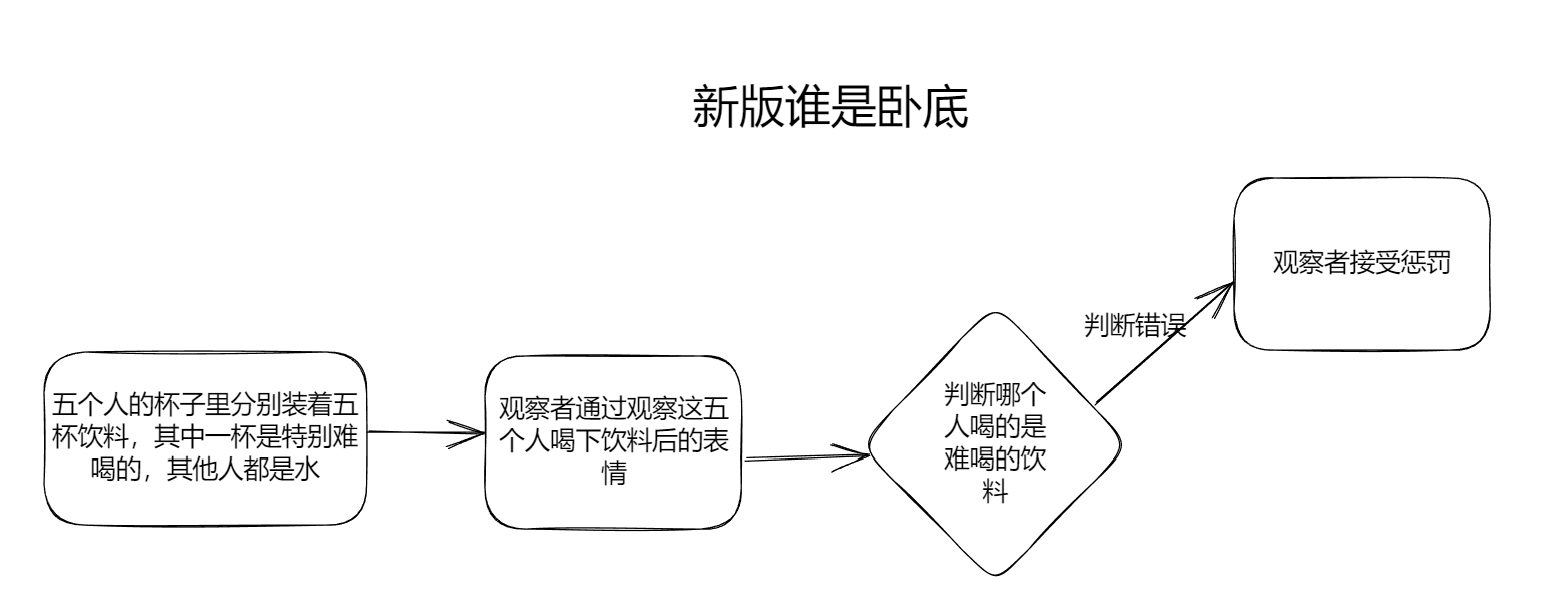 新版谁是卧底
五个人的杯子里分别装着五
杯饮料，其中一杯是特别难
喝的，其他人都是水
观察者通过观察这五
个人喝下饮料后的表
情
判断哪个
人喝的是
难喝的饮
料
判断错误
观察者接受惩罚